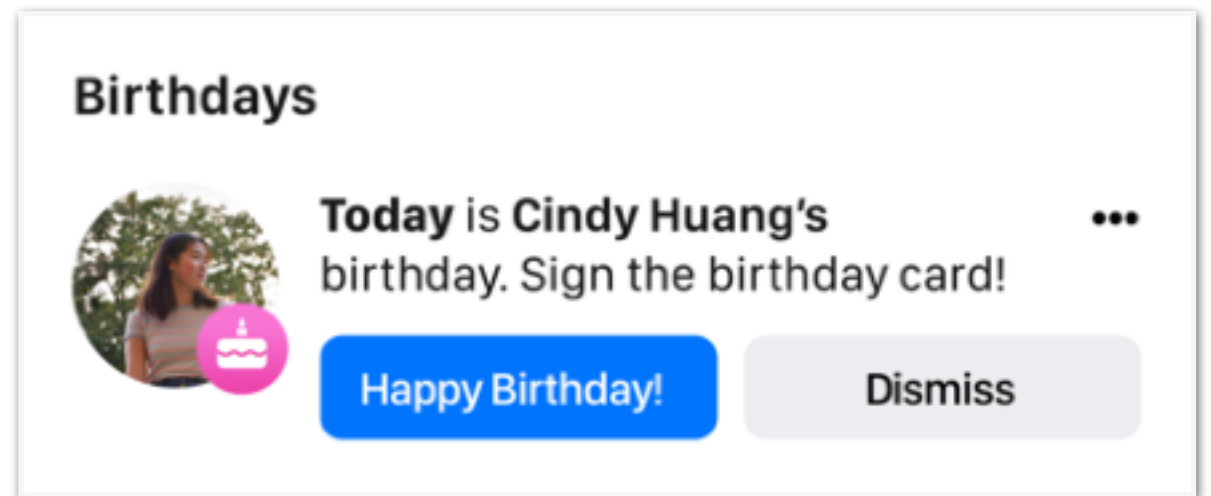 Birthdays
Today is Cindy Huang’s
birthday. Sign the birthday card!
Happy Birthday!
Dismiss